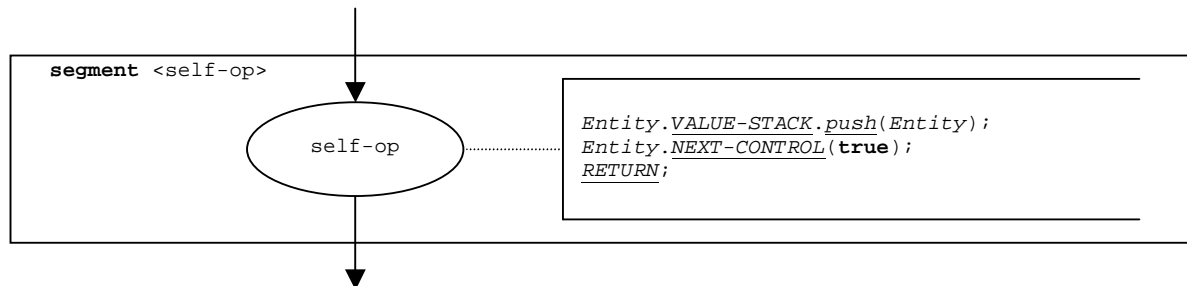 segment <self-op>
self-op
Entity.VALUE-STACK.push(Entity);
Entity.NEXT-CONTROL(true);
RETURN;